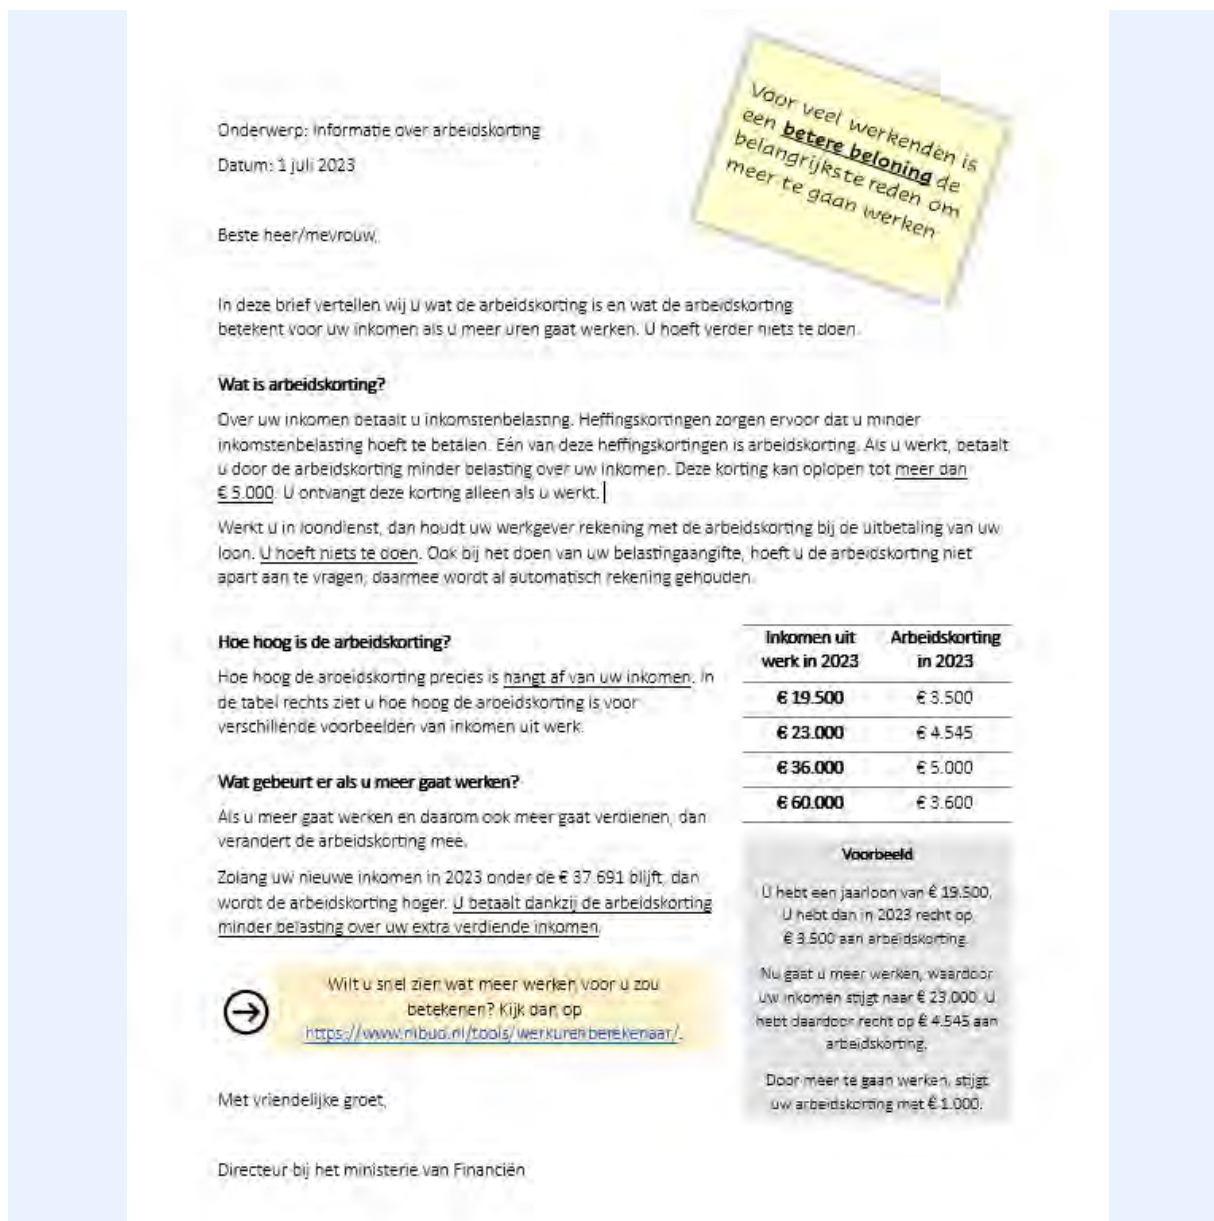 Voor veel werkenden is
een betere beloning de
belangrijkste reden om
meer te gaan werken
Onderwerp: Informatie over arbeidskorting
Datum: 1 juli 2023
Beste heer/mevrouw,
In deze brief vertellen wij u wat de arbeidskorting is en wat de arbeidskorting
betekent voor uw inkomen als u meer uren gaat werken. U hoeft verder niets te doen.
Wat is arbeidskorting?
Over uw inkomen betaalt u inkomstenbelasting. Heffingskortingen zorgen ervoor dat u minder
inkomstenbelasting hoeft te betalen. Eén van deze heffingskortingen is arbeidskorting. Als u werkt, betaalt
u door de arbeidskorting minder belasting over uw inkomen. Deze korting kan oplopen tot meer dan
€ 5.000. U ontvangt deze korting alleen als u werkt.
Werkt u in loondienst, dan houdt uw werkgever rekening met de arbeidskorting bij de uitbetaling van uw
loon. U hoeft niets te doen. Ook bij het doen van uw belastingaangifte, hoeft u de arbeidskorting niet
apart aan te vragen, daarmee wordt al automatisch rekening gehouden.
Hoe hoog is de arbeidskorting?
Hoe hoog de arbeidskorting precies is hangt af van uw inkomen. In
de tabel rechts ziet u hoe hoog de arbeidskorting is voor
verschillende voorbeelden van inkomen uit werk.
Wat gebeurt er als u meer gaat werken?
Als u meer gaat werken en daarom ook meer gaat verdienen, dan
verandert de arbeidskorting mee.
Zolang uw nieuwe inkomen in 2023 onder de € 37.691 blijft, dan
wordt de arbeidskorting hoger. U betaalt dankzij de arbeidskorting
minder belasting over uw extra verdiende inkomen.
Wilt u snel zien wat meer werken voor u zou
betekenen? Kijk dan op
https://www.nibud.nl/tools/werkurenberekenaar/.
Inkomen uit Arbeidskorting
werk in 2023 in 2023
€ 19.500 € 3.500
€ 23.000 € 4.545
€ 36.000 € 5.000
€ 60.000 € 3.600
Voorbeeld
U hebt een jaarloon van € 19.500.
U hebt dan in 2023 recht op
€ 3.500 aan arbeidskorting.
Nu gaat u meer werken, waardoor
uw inkomen stijgt naar € 23.000. U
hebt daardoor recht op € 4.545 aan
arbeidskorting.
Door meer te gaan werken, stijgt
uw arbeidskorting met € 1.000.
Met vriendelijke groet,
Directeur bij het ministerie van Financiën